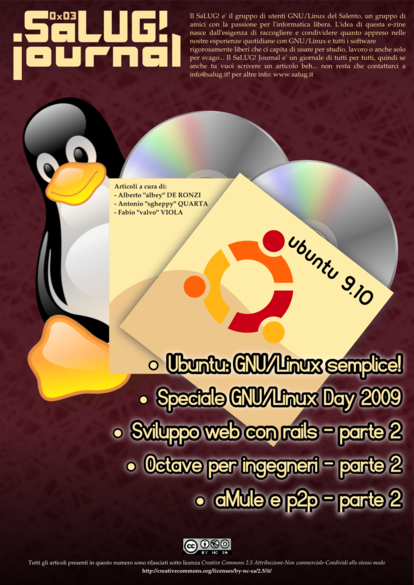 0x03
.SaLUG!
journal
Il SaLUG! e' il gruppo di utenti GNU/Linux del Salento, un gruppo di
amici con la passione per l'informatica libera. L'idea di questa e-zine
nasce dall'esigenza di raccogliere e condividere quanto appreso nelle
nostre esperienze quotidiane con GNU/Linux e tutti i software
rigorosamente liberi che ci capita di usare per studio, lavoro o anche solo
per svago... Il SaLUG! Journal e' un giornale di tutti per tutti, quindi se
anche tu vuoi scrivere un articolo beh... non resta che contattarci a
info@salug.it! per altre info: www.salug.it
Articoli a cura di:
- Alberto "albey" DE RONZI
- Antonio "sgheppy" QUARTA
- Fabio "valvo" VIOLA
ubuntu 9.10
• Ubuntu: GNU/Linux semplice!
• Speciale GNU/Linux Day 2009
• Sviluppo web con rails - parte 2
• Octave per ingegneri - parte 2
• aMule e p2p - parte 2
cc
BY NC SA
Tutti gli articoli presenti in questo numero sono rilasciati sotto licenza Creative Commons 2.5 Attribuzione-Non commerciale-Condividi allo stesso modo
http://creativecommons.org/licenses/by-nc-sa/2.5/it/